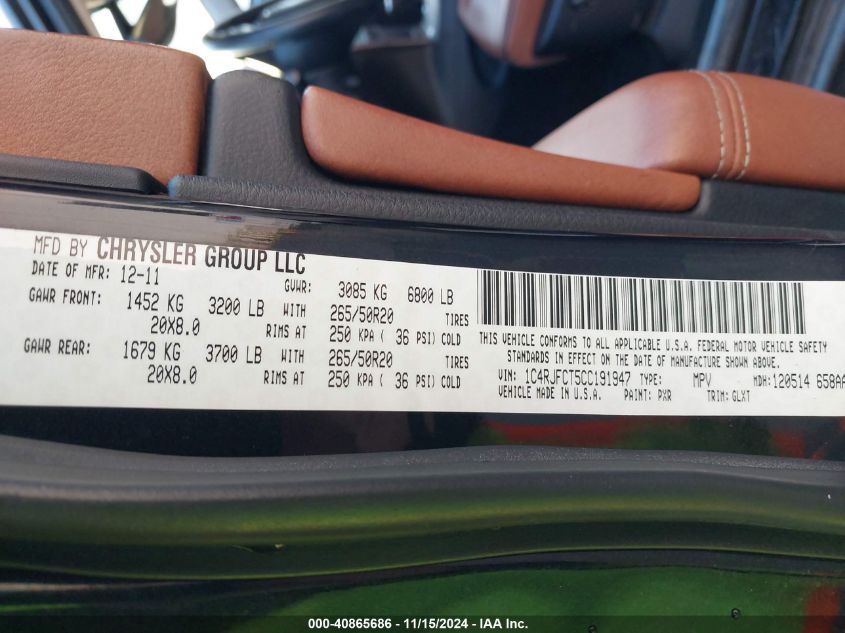 MFD BY CHRYSLER GROUP LLC
DATE OF MFR: 12-11 GVWR: 3085 KG 6800 LB
GAWR FRONT: 1452 KG 3200 LB WITH 265/50R20 TIRES
20X8.0 RIMS AT 250 KPA ( 36 PSI) COLD
GAWR REAR: 1679 KG 3700 LB WITH 265/50R20 TIRES
20X8.0 RIMS AT 250 KPA ( 36 PSI) COLD
THIS VEHICLE CONFORMS TO ALL APPLICABLE U.S.A. FEDERAL MOTOR VEHICLE SAFETY
STANDARDS IN EFFECT ON THE DATE OF MANUFACTURE SHOWN ABOVE.
VIN: 1C4RJFCT5CC191947 TYPE: MPV MDH: 120514 658AA
VEHICLE MADE IN U.S.A. PAINT: PXR TRIM: GLXT
000-40865686 - 11/15/2024 - IAA Inc.